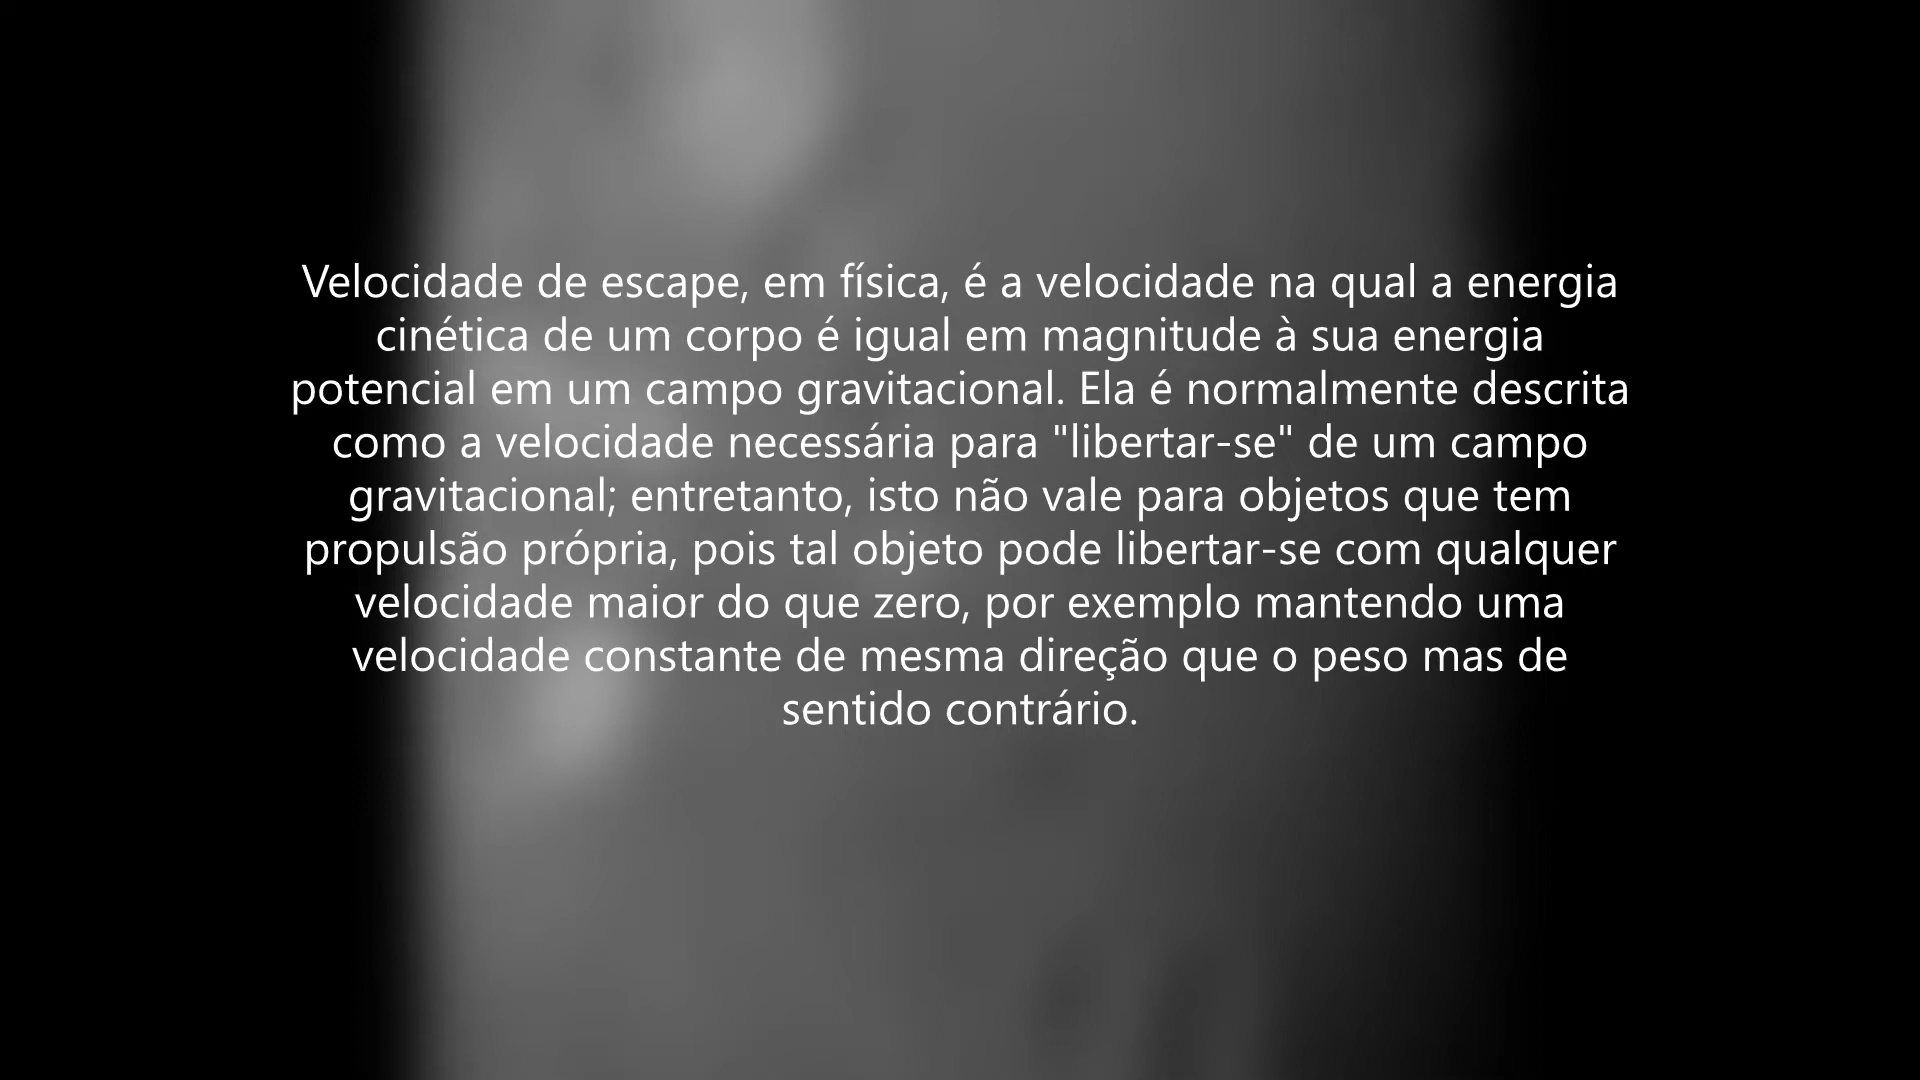 Velocidade de escape, em física, é a velocidade na qual a energia
cinética de um corpo é igual em magnitude à sua energia
potencial em um campo gravitacional. Ela é normalmente descrita
como a velocidade necessária para "libertar-se" de um campo
gravitacional; entretanto, isto não vale para objetos que tem
propulsão própria, pois tal objeto pode libertar-se com qualquer
velocidade maior do que zero, por exemplo mantendo uma
velocidade constante de mesma direção que o peso mas de
sentido contrário.